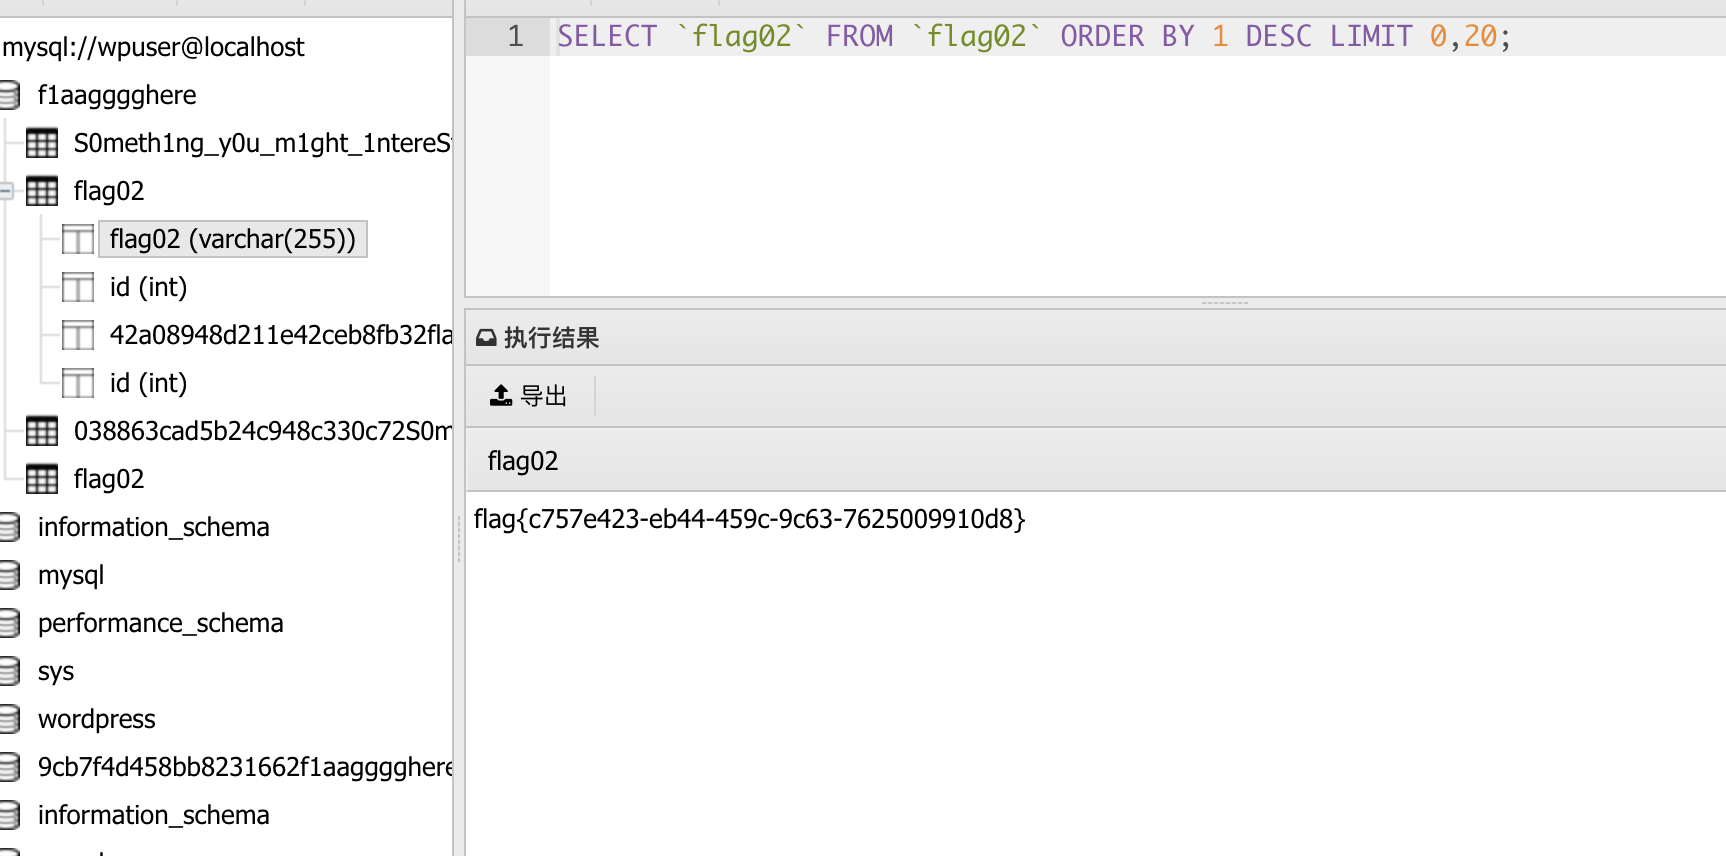 mysql://wpuser@localhost
f1aagggghere
S0meth1ng_y0u_m1ght_1ntereS
flag02
flag02 (varchar(255))
id (int)
42a08948d211e42ceb8fb32fla
id (int)
038863cad5b24c948c330c72S0m
flag02
information_schema
mysql
performance_schema
sys
wordpress
9cb7f4d458bb8231662f1aagggghere
information_schema
1 SELECT `flag02` FROM `flag02` ORDER BY 1 DESC LIMIT 0,20;
执行结果
导出
flag02
flag{c757e423-eb44-459c-9c63-7625009910d8}